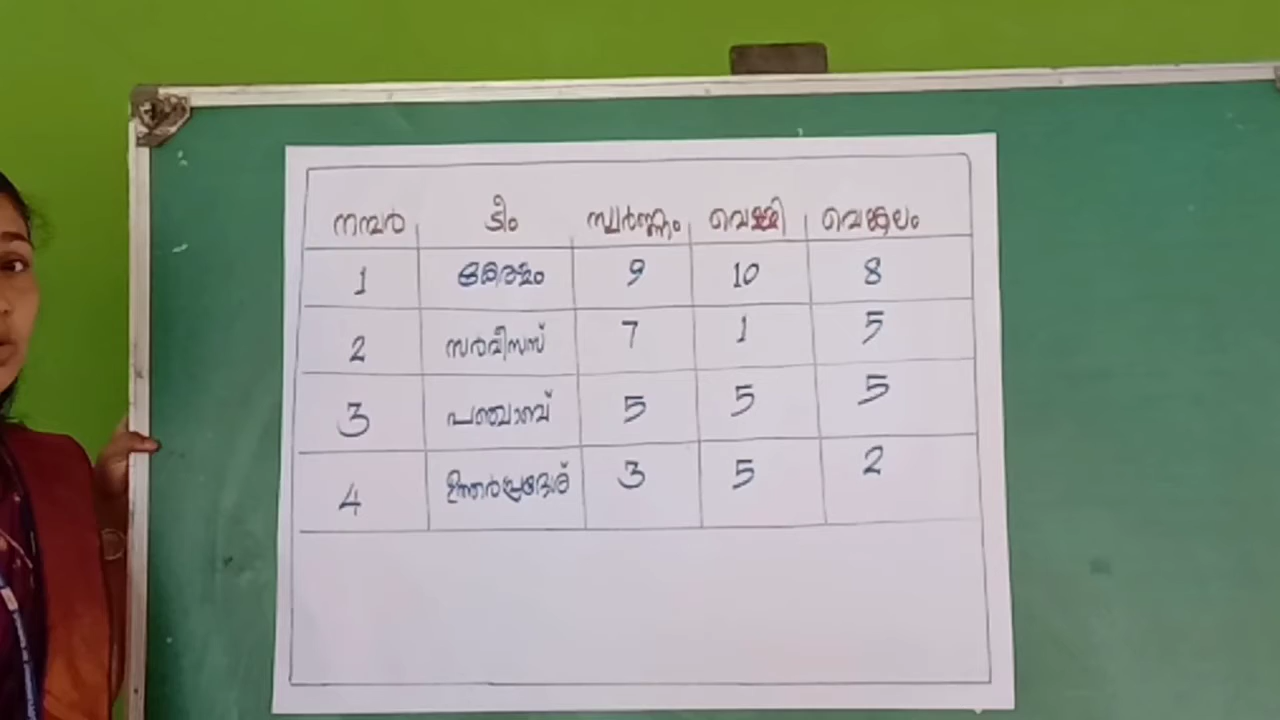 നമ്പർ ടീം സ്വർണ്ണം വെള്ളി വെങ്കലം
1 കേരളം 9 10 8
2 സർവീസസ് 7 1 5
3 പഞ്ചാബ് 5 5 5
4 ഉത്തർപ്രദേശ് 3 5 2